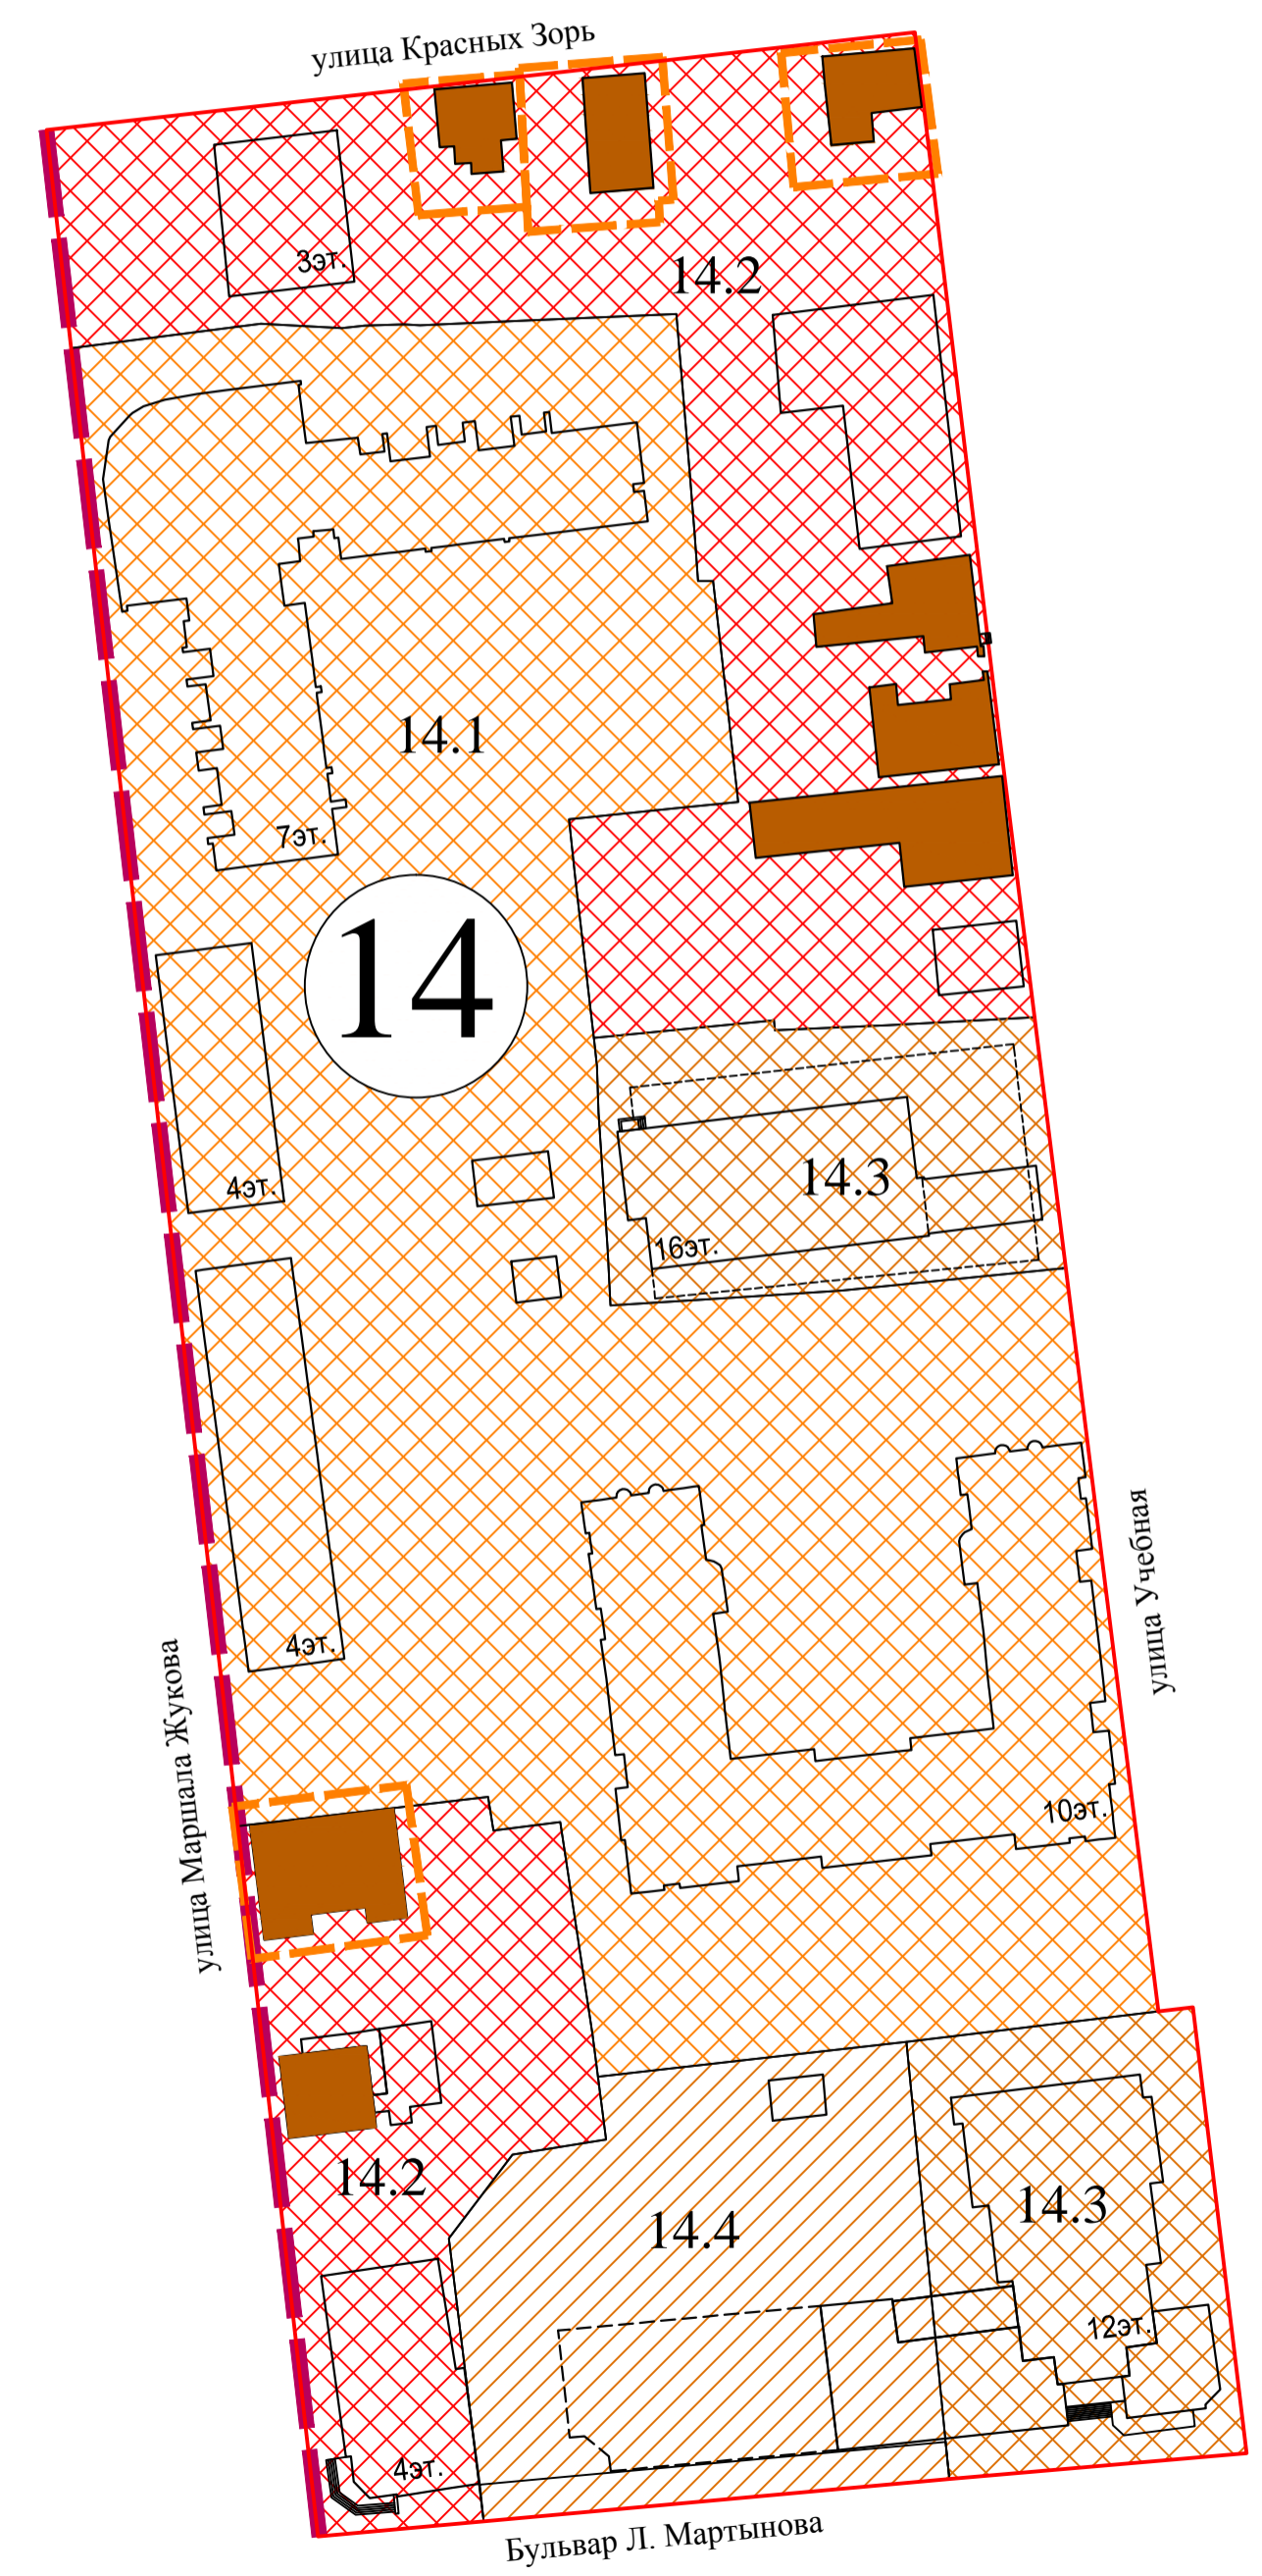 улица Красных Зорь
3эт.
14.2
14.1
7эт.
14
4эт.
14.3
16эт.
4эт.
улица Учебная
улица Маршала Жукова
10эт.
14.2
14.4
14.3
12эт.
4эт.
Бульвар Л. Мартынова